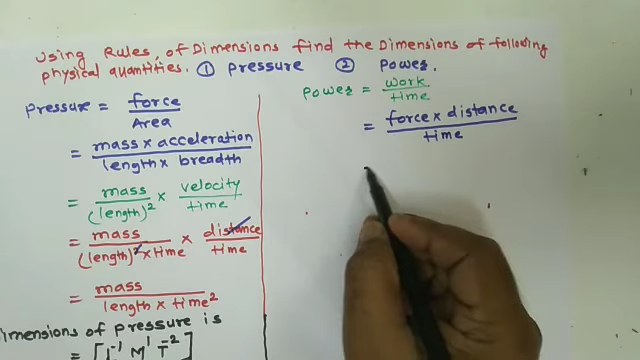 Using Rules of Dimensions find the Dimensions of following
physical quantities. ① Pressure ② Power.
Pressure = force / Area
= mass × acceleration / length × breadth
= mass / (length)² × velocity / time
= mass / (length)² × time × distance / time
= mass / length × time²
Dimensions of pressure is
= [L⁻¹ M¹ T⁻²]
Power = work / time
= force × distance / time